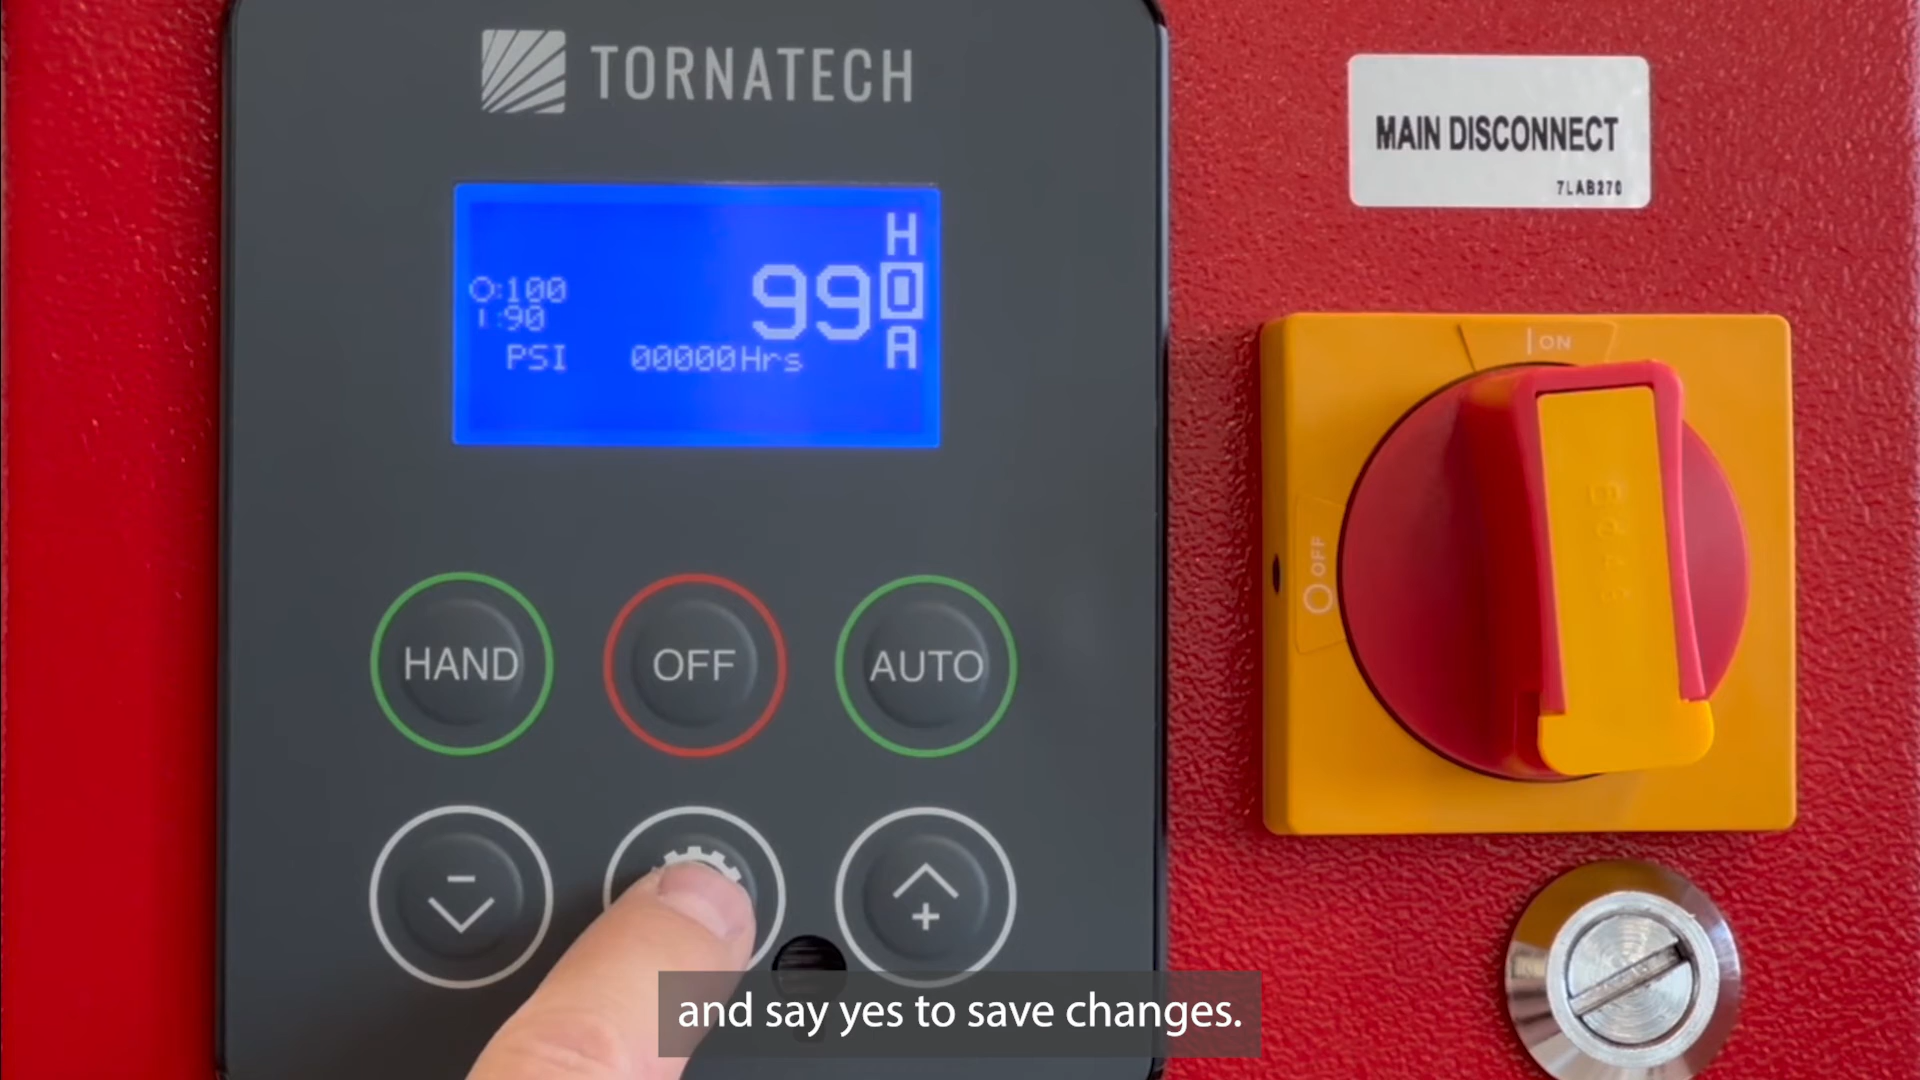 TORNATECH
MAIN DISCONNECT
7LAB270
H
O:100
99
O
I:90
A
PSI
00000Hrs
ON
OFF
HAND
OFF
AUTO
and say yes to save changes.